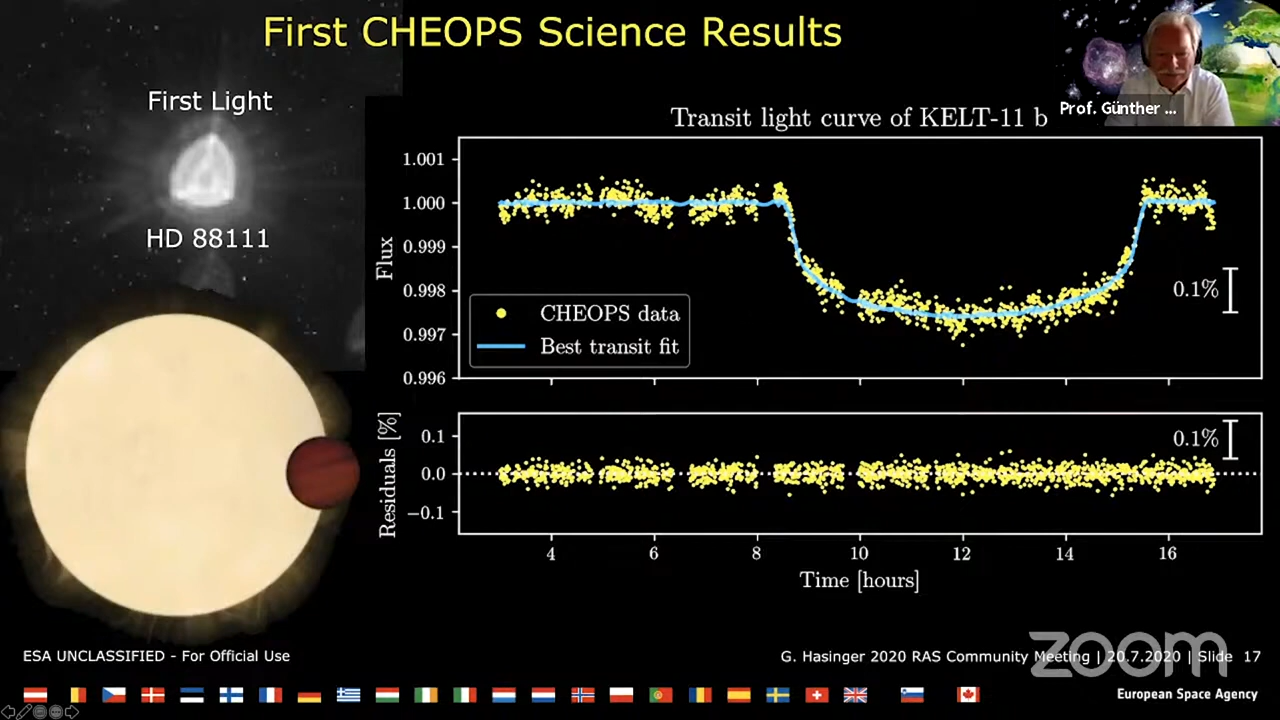 First CHEOPS Science Results
Prof. Günther ...
First Light
HD 88111
Transit light curve of KELT-11 b
Flux
1.001
1.000
0.999
0.998
0.997
0.996
0.1%
CHEOPS data
Best transit fit
Residuals [%]
0.1
0.0
−0.1
0.1%
4 6 8 10 12 14 16
Time [hours]
zoom
ESA UNCLASSIFIED - For Official Use
G. Hasinger 2020 RAS Community Meeting | 20.7.2020 | Slide 17
European Space Agency